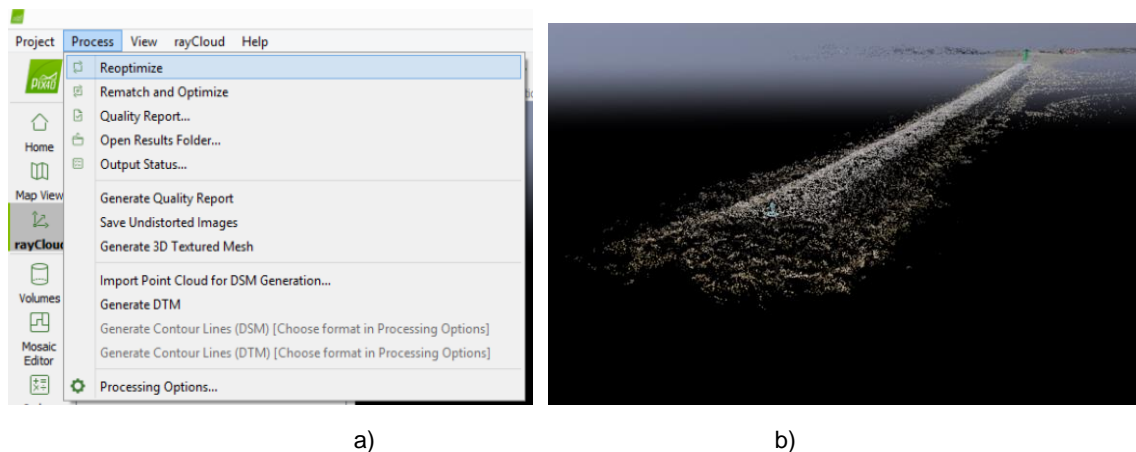 Project Process View rayCloud Help
PIX4D
Reoptimize
Rematch and Optimize
Quality Report...
Open Results Folder...
Output Status...
Generate Quality Report
Save Undistorted Images
Generate 3D Textured Mesh
Import Point Cloud for DSM Generation...
Generate DTM
Generate Contour Lines (DSM) [Choose format in Processing Options]
Generate Contour Lines (DTM) [Choose format in Processing Options]
Processing Options...
Home
Map View
rayCloud
Volumes
Mosaic
Editor
a)
b)